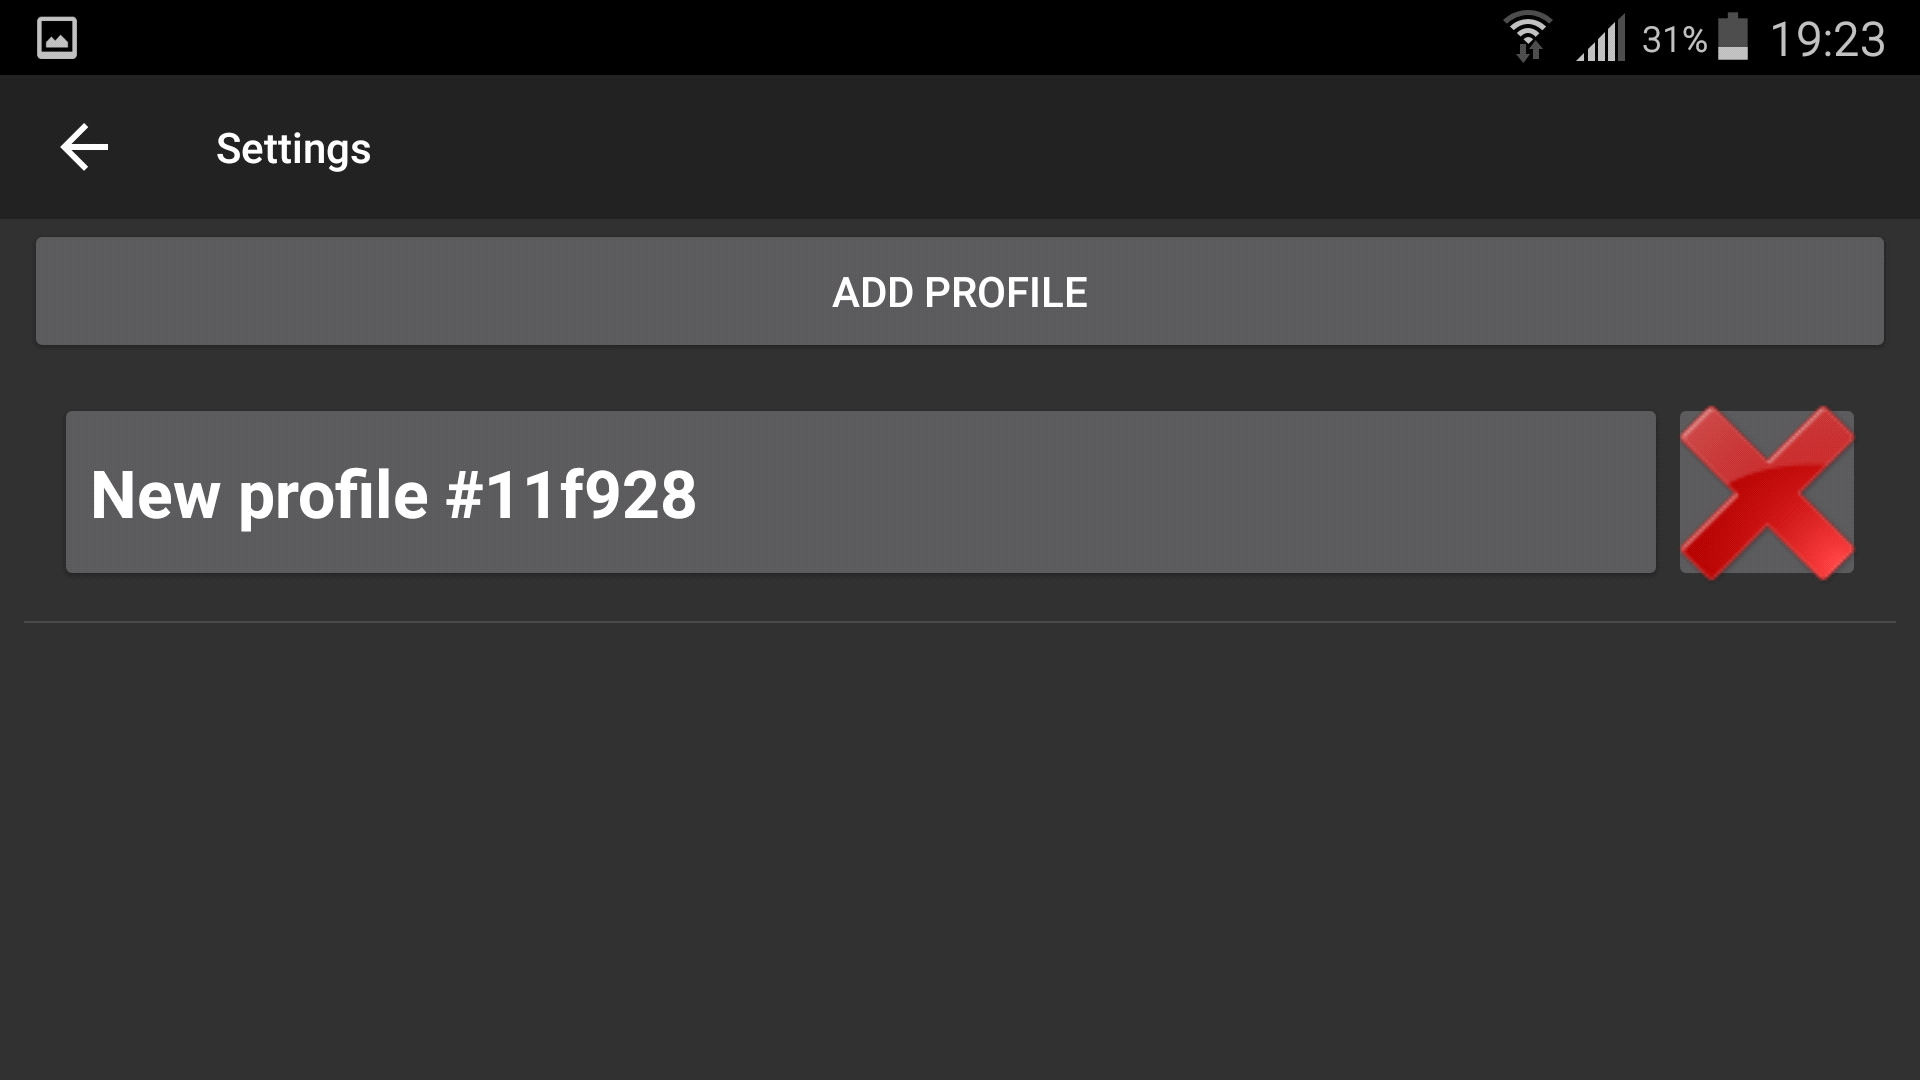 31% 19:23
Settings
ADD PROFILE
New profile #11f928